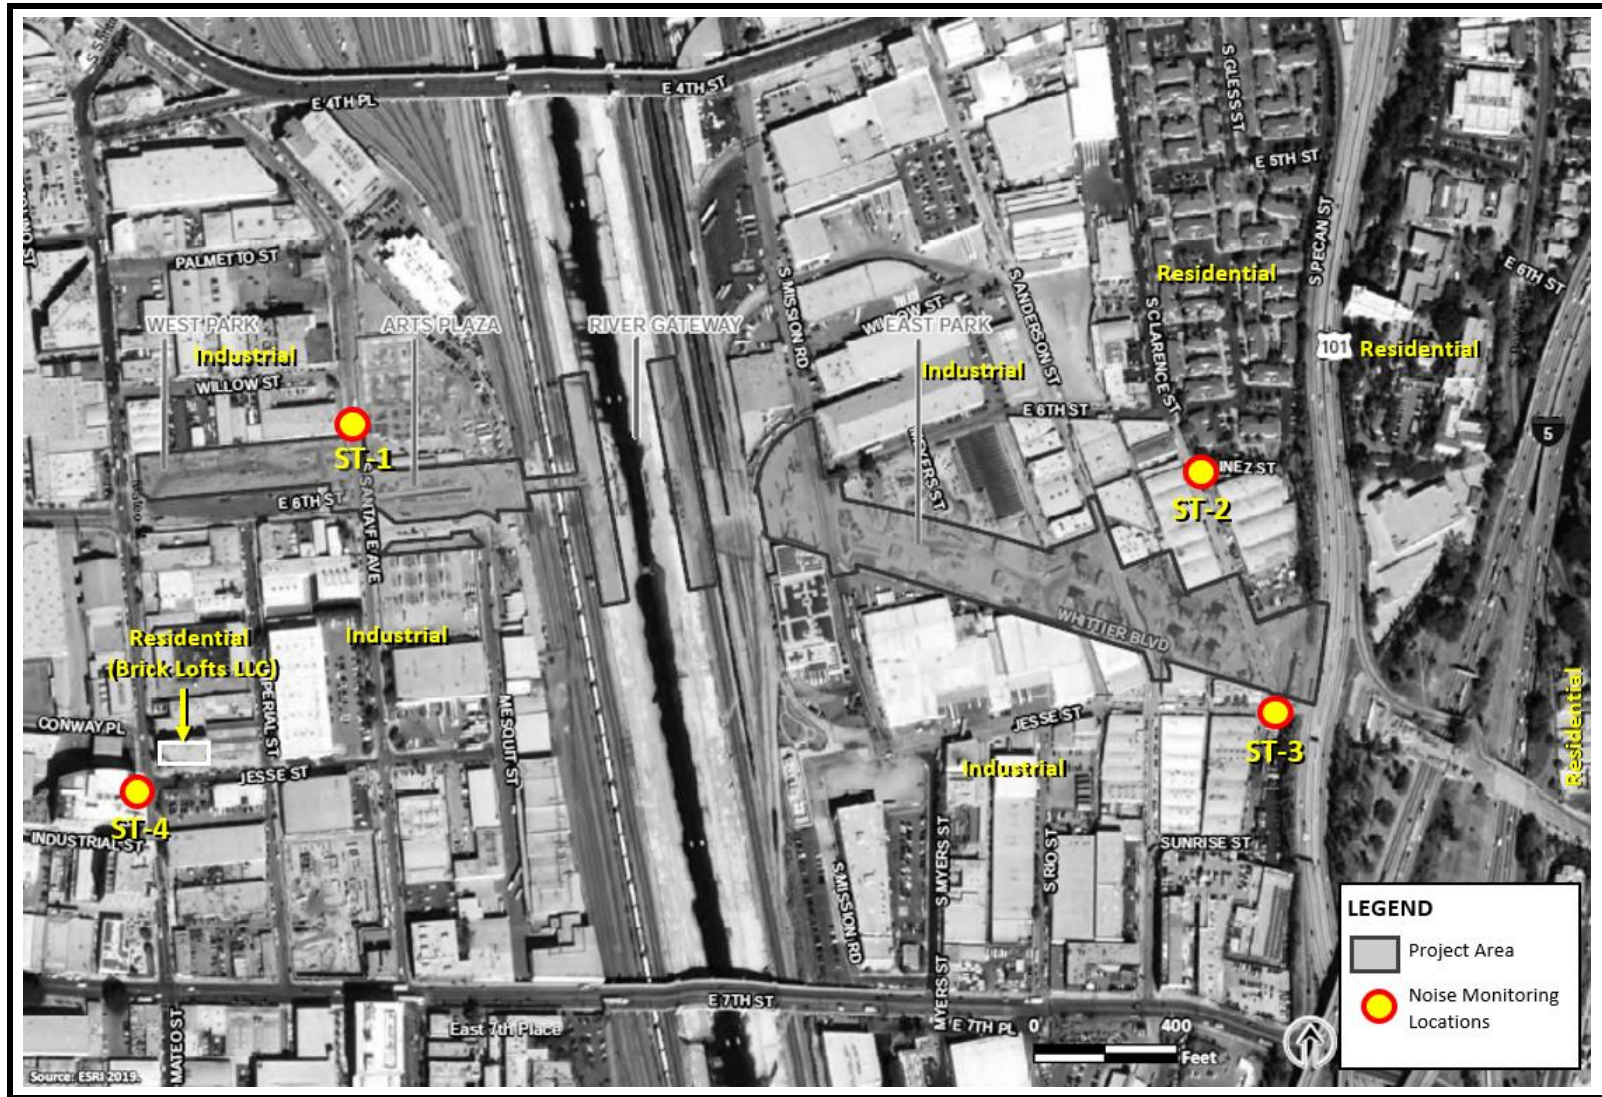 E 4TH PL
E 4TH ST
S GLESS ST
E 5TH ST
S PECAN ST
PALMETTO ST
S MISSION RD
WILLOW ST
S ANDERSON ST
S CLARENCE ST
Residential
E 6TH ST
WEST PARK
ARTS PLAZA
RIVER GATEWAY
EAST PARK
Industrial
Industrial
101
Residential
WILLOW ST
E 6TH ST
5
ST-1
INEZ ST
ST-2
E 6TH ST
S SANTA FE AVE
MYERS ST
Residential
(Brick Lofts LLC)
Industrial
WHITTIER BLVD
CONWAY PL
IMPERIAL ST
MESQUIT ST
JESSE ST
ST-3
Residential
JESSE ST
Industrial
ST-4
INDUSTRIAL ST
S MISSION RD
S MYERS ST
S RIO ST
SUNRISE ST
E 7TH ST
MYERS ST
E 7TH PL
East 7th Place
MATEO ST
0
400
Feet
Source: ESRI 2019.
LEGEND
Project Area
Noise Monitoring
Locations